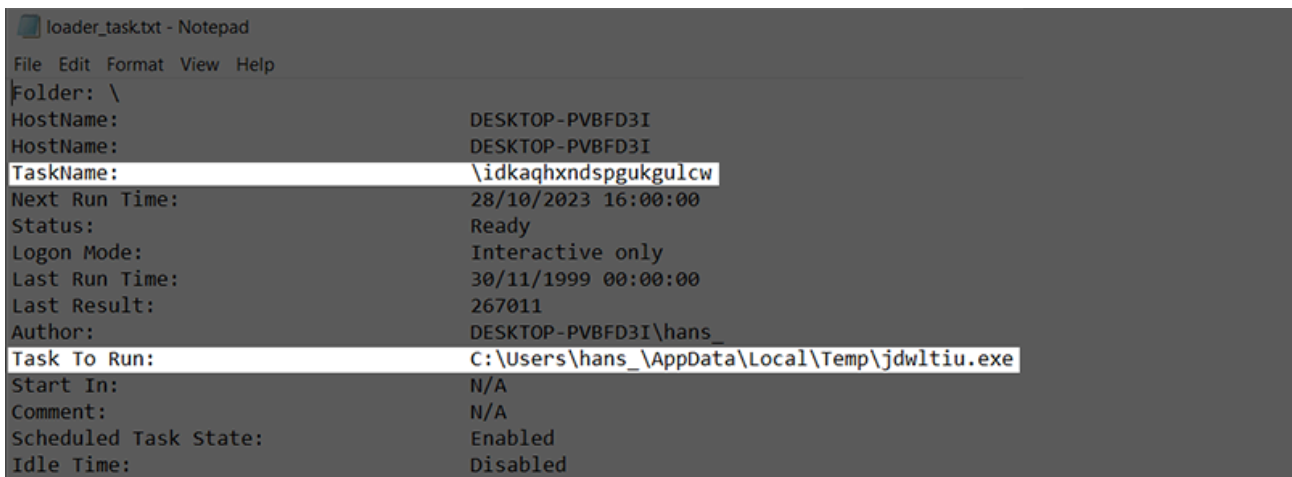 loader_task.txt - Notepad
File Edit Format View Help
Folder: \
HostName: DESKTOP-PVBFD3I
HostName: DESKTOP-PVBFD3I
TaskName: \idkaqhxndspgukgulcw
Next Run Time: 28/10/2023 16:00:00
Status: Ready
Logon Mode: Interactive only
Last Run Time: 30/11/1999 00:00:00
Last Result: 267011
Author: DESKTOP-PVBFD3I\hans_
Task To Run: C:\Users\hans_\AppData\Local\Temp\jdwltiu.exe
Start In: N/A
Comment: N/A
Scheduled Task State: Enabled
Idle Time: Disabled